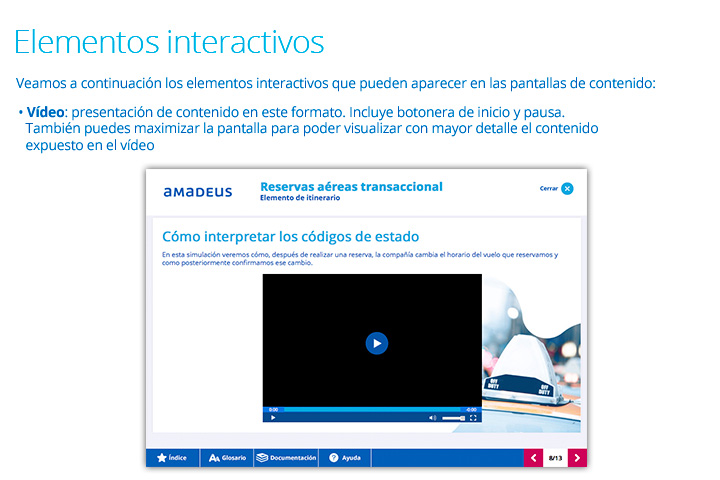 Elementos interactivos
Veamos a continuación los elementos interactivos que pueden aparecer en las pantallas de contenido:
• Vídeo: presentación de contenido en este formato. Incluye botonera de inicio y pausa.
También puedes maximizar la pantalla para poder visualizar con mayor detalle el contenido
expuesto en el vídeo
amadeus
Reservas aéreas transaccional
Elemento de itinerario
Cerrar
Cómo interpretar los códigos de estado
En esta simulación veremos cómo, después de realizar una reserva, la compañía cambia el horario del vuelo que reservamos y
como posteriormente confirmamos ese cambio.
OFF DUTY
OFF DUTY
0:00
-0:00
Índice
Glosario
Documentación
Ayuda
8/13